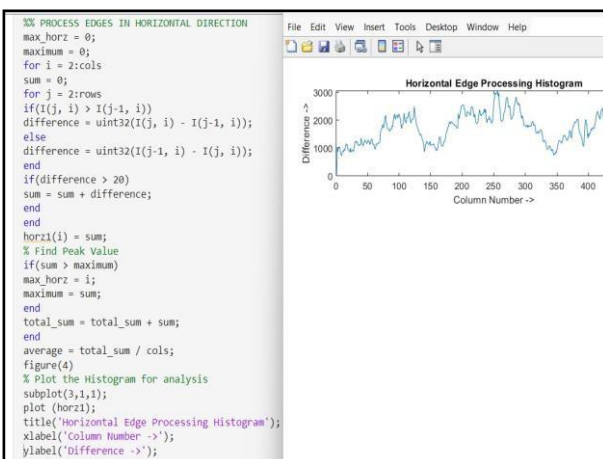 %% PROCESS EDGES IN HORIZONTAL DIRECTION
max_horz = 0;
maximum = 0;
for i = 2:cols
sum = 0;
for j = 2:rows
if(I(j, i) > I(j-1, i))
difference = uint32(I(j, i) - I(j-1, i));
else
difference = uint32(I(j-1, i) - I(j, i));
end
if(difference > 20)
sum = sum + difference;
end
end
horz1(i) = sum;
% Find Peak Value
if(sum > maximum)
max_horz = i;
maximum = sum;
end
total_sum = total_sum + sum;
end
average = total_sum / cols;
figure(4)
% Plot the Histogram for analysis
subplot(3,1,1);
plot (horz1);
title('Horizontal Edge Processing Histogram');
xlabel('Column Number ->');
ylabel('Difference ->');
File Edit View Insert Tools Desktop Window Help
Horizontal Edge Processing Histogram
3000
2000
1000
0
Difference ->
0 50 100 150 200 250 300 350 400
Column Number ->